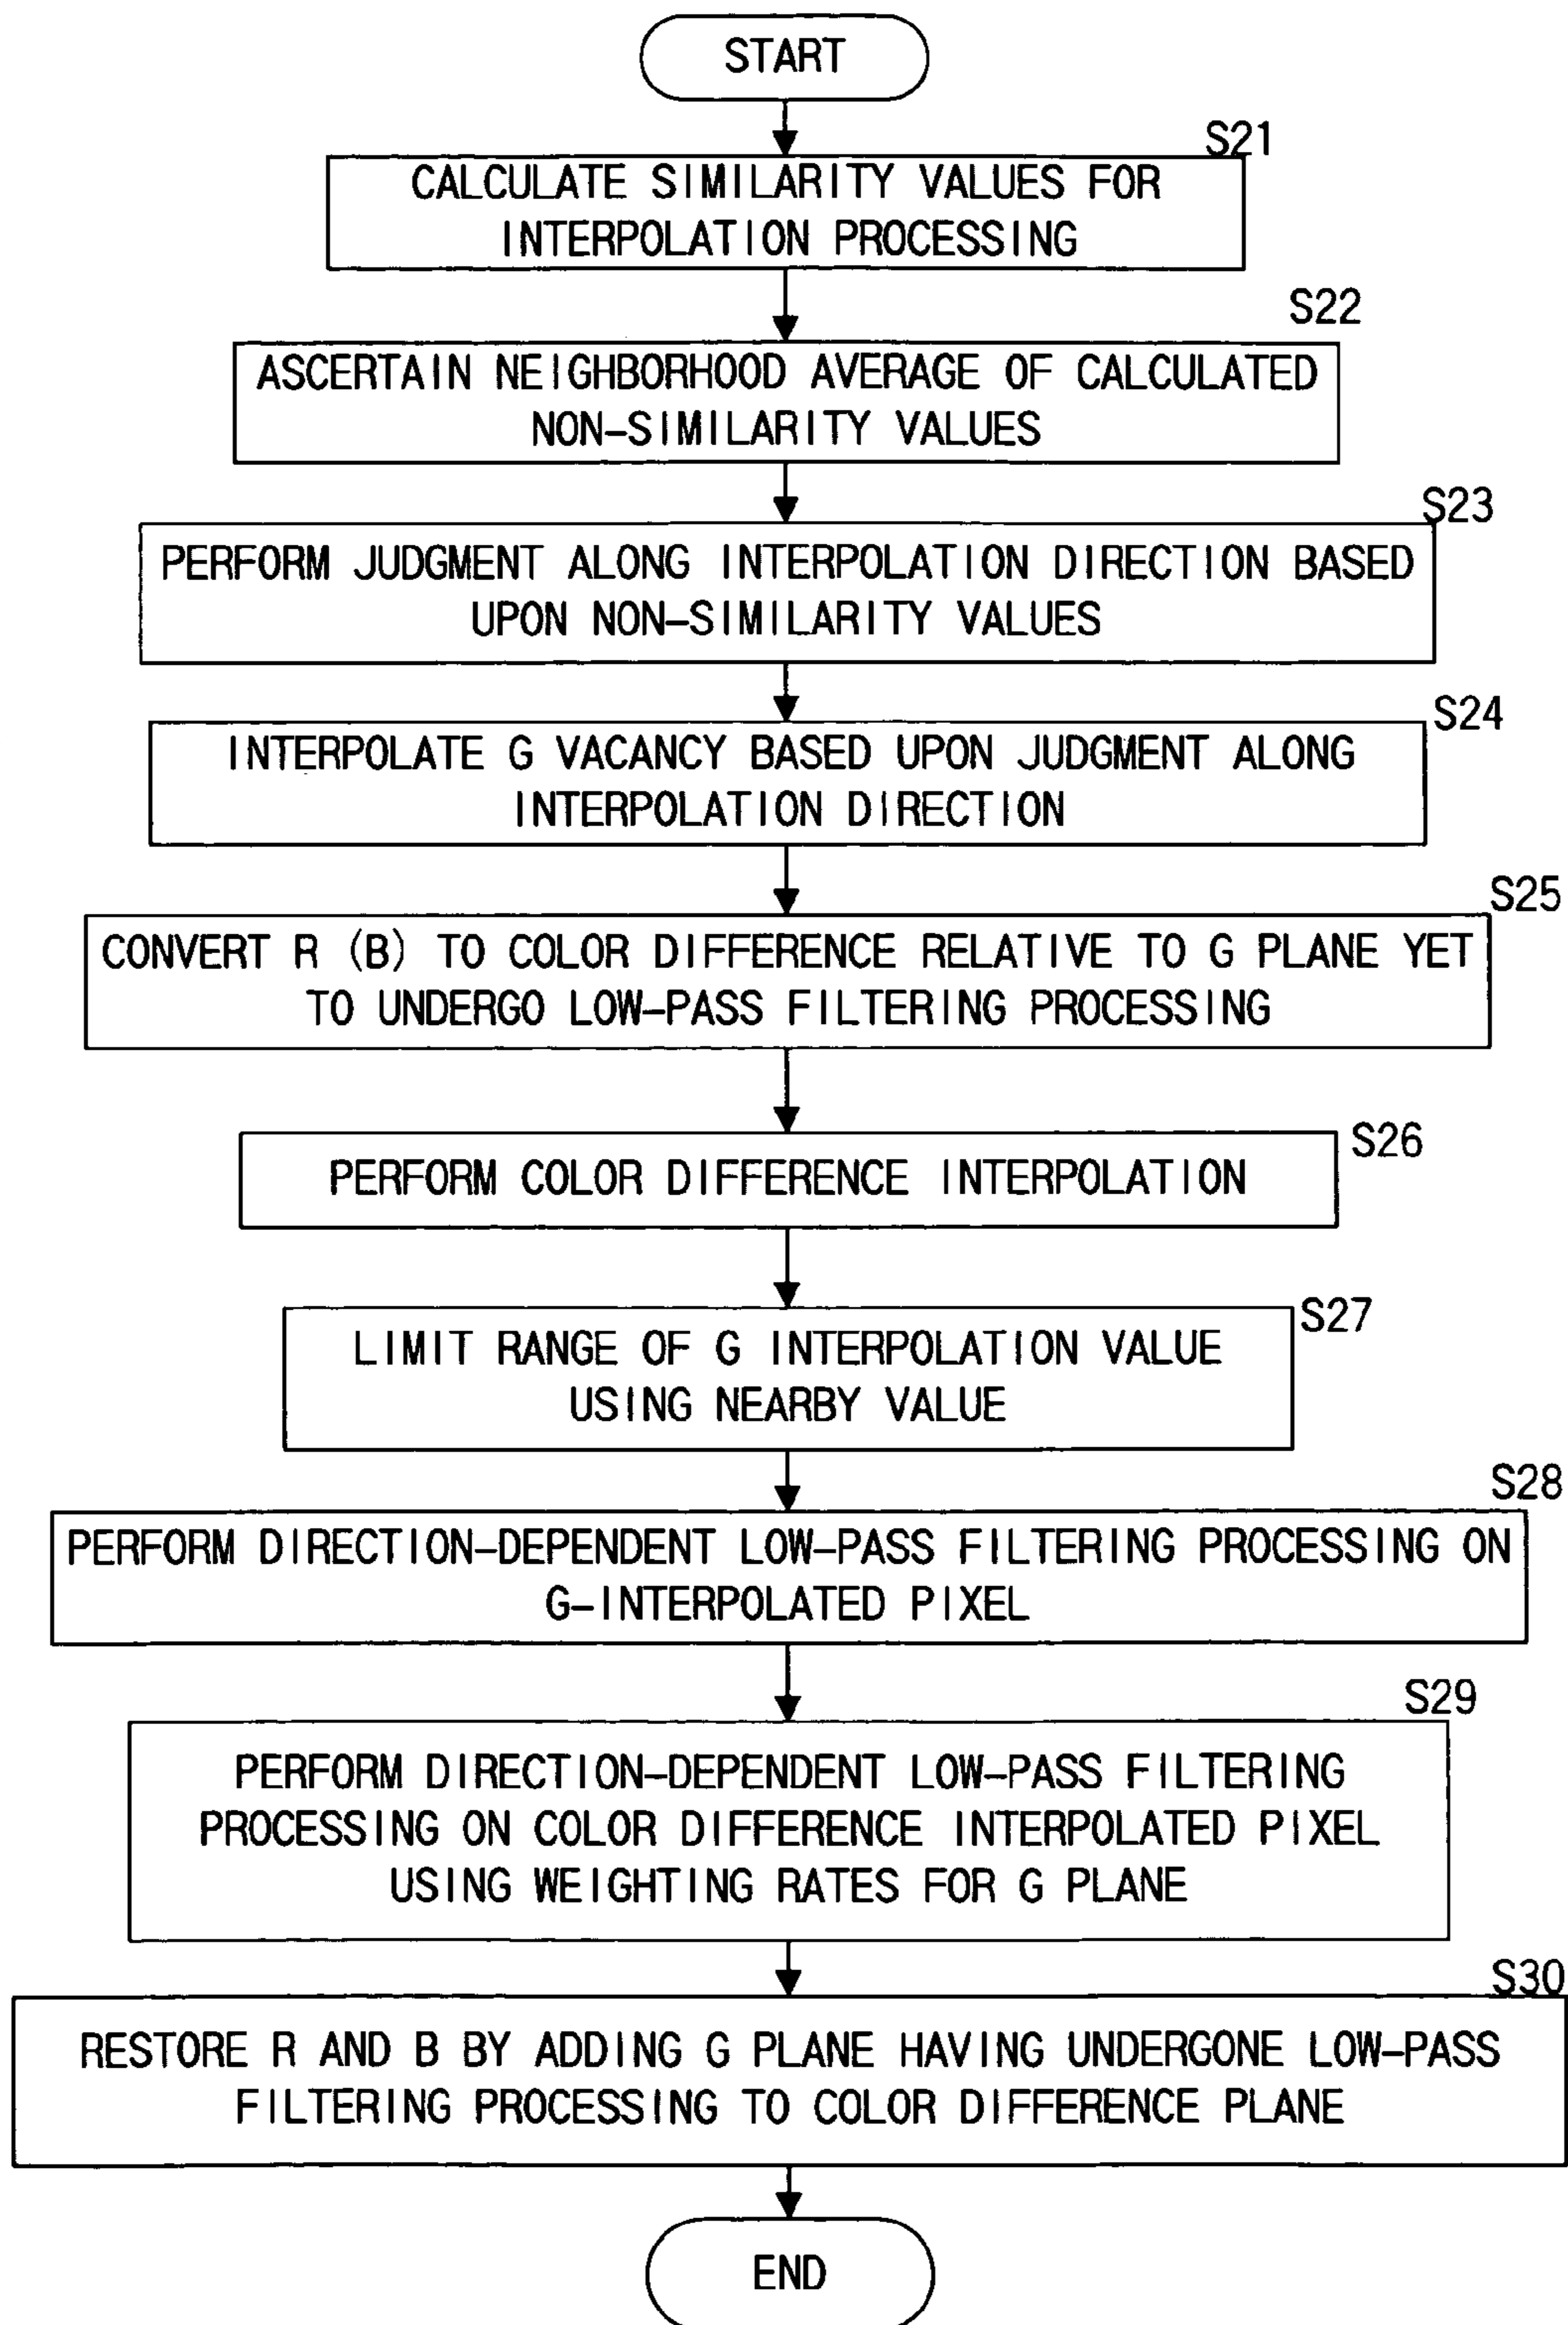 START
S21
CALCULATE SIMILARITY VALUES FOR
INTERPOLATION PROCESSING
S22
ASCERTAIN NEIGHBORHOOD AVERAGE OF CALCULATED
NON-SIMILARITY VALUES
S23
PERFORM JUDGMENT ALONG INTERPOLATION DIRECTION BASED
UPON NON-SIMILARITY VALUES
S24
INTERPOLATE G VACANCY BASED UPON JUDGMENT ALONG
INTERPOLATION DIRECTION
S25
CONVERT R (B) TO COLOR DIFFERENCE RELATIVE TO G PLANE YET
TO UNDERGO LOW-PASS FILTERING PROCESSING
S26
PERFORM COLOR DIFFERENCE INTERPOLATION
S27
LIMIT RANGE OF G INTERPOLATION VALUE
USING NEARBY VALUE
S28
PERFORM DIRECTION-DEPENDENT LOW-PASS FILTERING PROCESSING ON
G-INTERPOLATED PIXEL
S29
PERFORM DIRECTION-DEPENDENT LOW-PASS FILTERING
PROCESSING ON COLOR DIFFERENCE INTERPOLATED PIXEL
USING WEIGHTING RATES FOR G PLANE
S30
RESTORE R AND B BY ADDING G PLANE HAVING UNDERGONE LOW-PASS
FILTERING PROCESSING TO COLOR DIFFERENCE PLANE
END